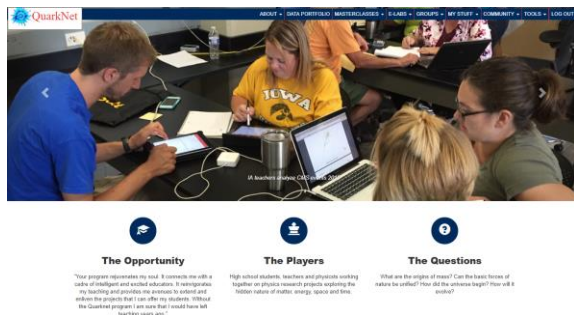 QuarkNet
ABOUT DATA PORTFOLIO MASTERCLASSES E-LABS GROUPS MY STUFF COMMUNITY TOOLS LOG OUT
IOWA
IA teachers analyze CMS events
The Opportunity
"Your program rejuvenates my soul. It connects me with a
cadre of intelligent and excited educators. It reinvigorates
my teaching and provides me avenues to extend and
enliven the projects that I can offer my students. Without
the Quarknet program I am sure that I would have left
teaching years ago."
The Players
High school students, teachers and physicists working
together on physics research projects exploring the
hidden nature of matter, energy, space and time.
The Questions
What are the origins of mass? Can the basic forces of
nature be unified? How did the universe begin? How will it
evolve?